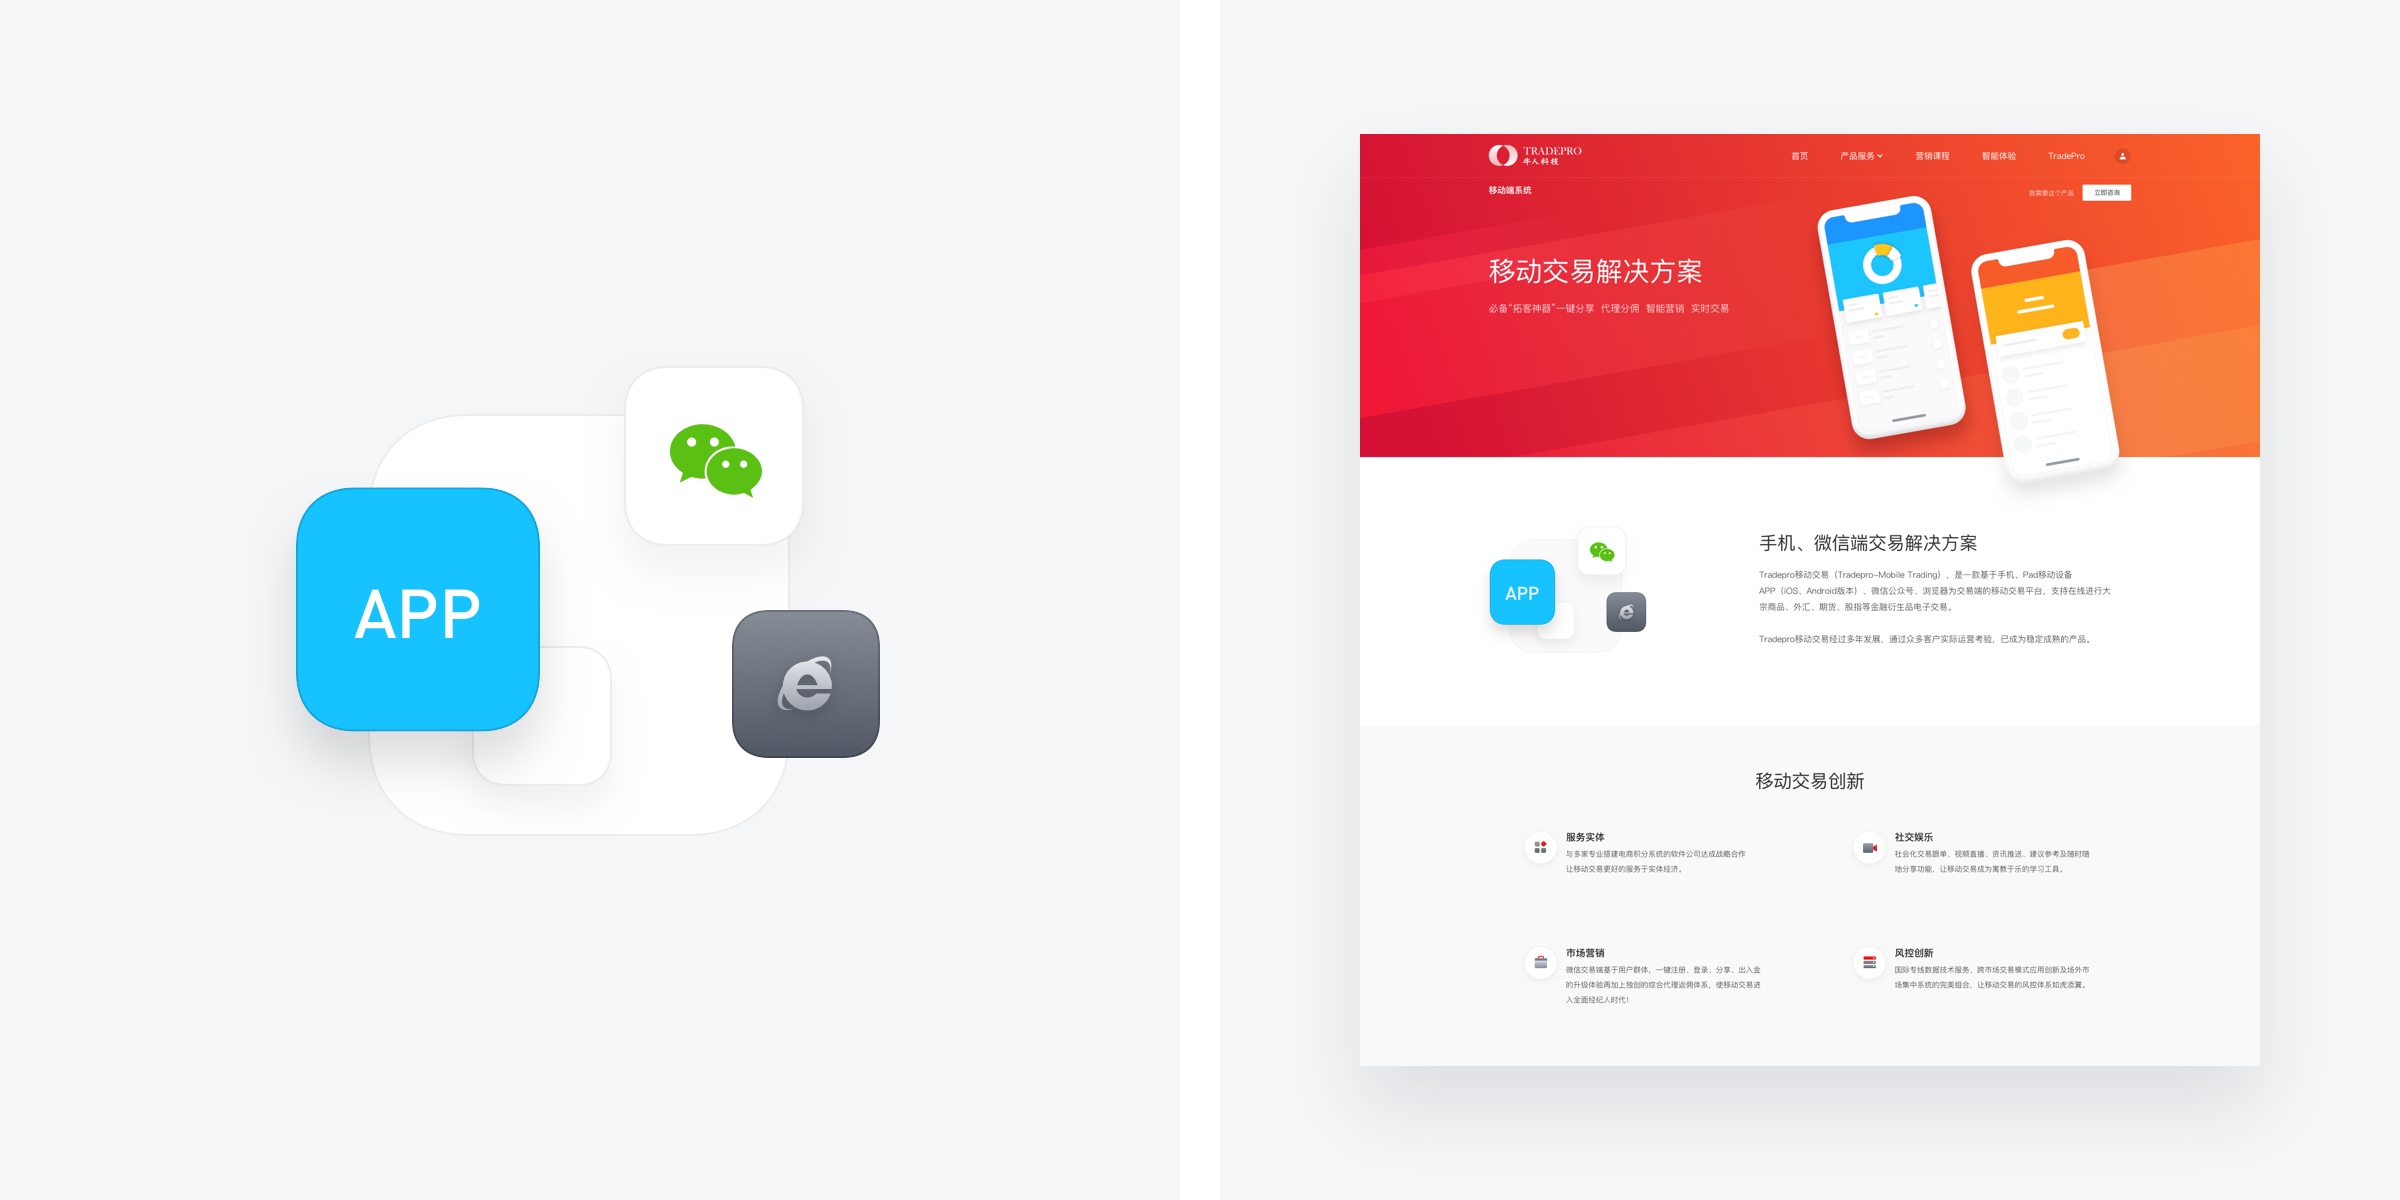 APP
TRADEPRO
牛人科技
首页
产品服务
营销课程
智能体验
TradePro
移动端系统
我需要这个产品
立即咨询
移动交易解决方案
必备“拓客神器”一键分享 代理分佣 智能营销 实时交易
APP
手机、微信端交易解决方案
Tradepro移动交易（Tradepro-Mobile Trading），是一款基于手机、Pad移动设备
APP（iOS、Android版本）、微信公众号、浏览器为交易端的移动交易平台，支持在线进行大
宗商品、外汇、期货、股指等金融衍生品电子交易。
Tradepro移动交易经过多年发展，通过众多客户实际运营考验，已成为稳定成熟的产品。
移动交易创新
服务实体
与多家专业搭建电商积分系统的软件公司达成战略合作
让移动交易更好的服务于实体经济。
社交娱乐
社会化交易跟单、视频直播、资讯推送、建议参考及随时随
地分享功能，让移动交易成为寓教于乐的学习工具。
市场营销
微信交易端基于用户群体，一键注册、登录、分享、出入金
的升级体验再加上独创的综合代理返佣体系，使移动交易进
入全面经纪人时代！
风控创新
国际专线数据技术服务、跨市场交易模式应用创新及场外市
场集中系统的完美组合，让移动交易的风控体系如虎添翼。